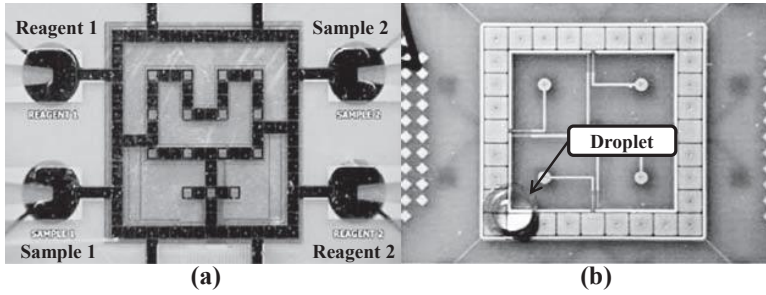 Reagent 1
Sample 2
REAGENT 1
SAMPLE 2
Droplet
SAMPLE 1
REAGENT 2
Sample 1
Reagent 2
(a)
(b)